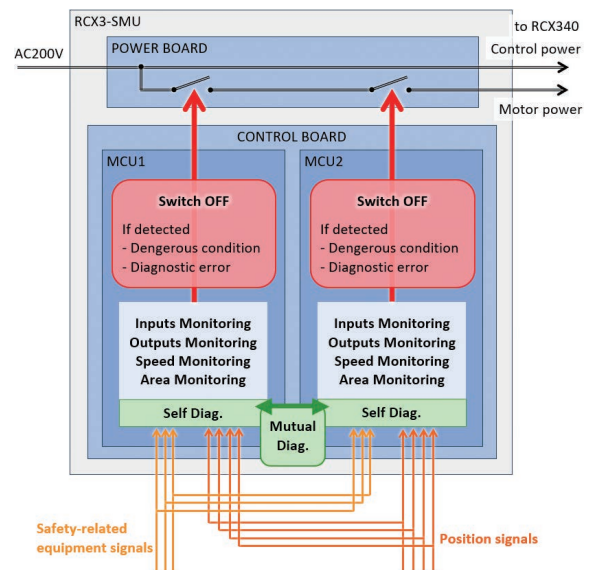 RCX3-SMU
to RCX340
AC200V
POWER BOARD
Control power
Motor power
CONTROL BOARD
MCU1
MCU2
Switch OFF
If detected
- Dengerous condition
- Diagnostic error
Switch OFF
If detected
- Dengerous condition
- Diagnostic error
Inputs Monitoring
Outputs Monitoring
Speed Monitoring
Area Monitoring
Inputs Monitoring
Outputs Monitoring
Speed Monitoring
Area Monitoring
Self Diag.
Self Diag.
Mutual
Diag.
Safety-related
equipment signals
Position signals